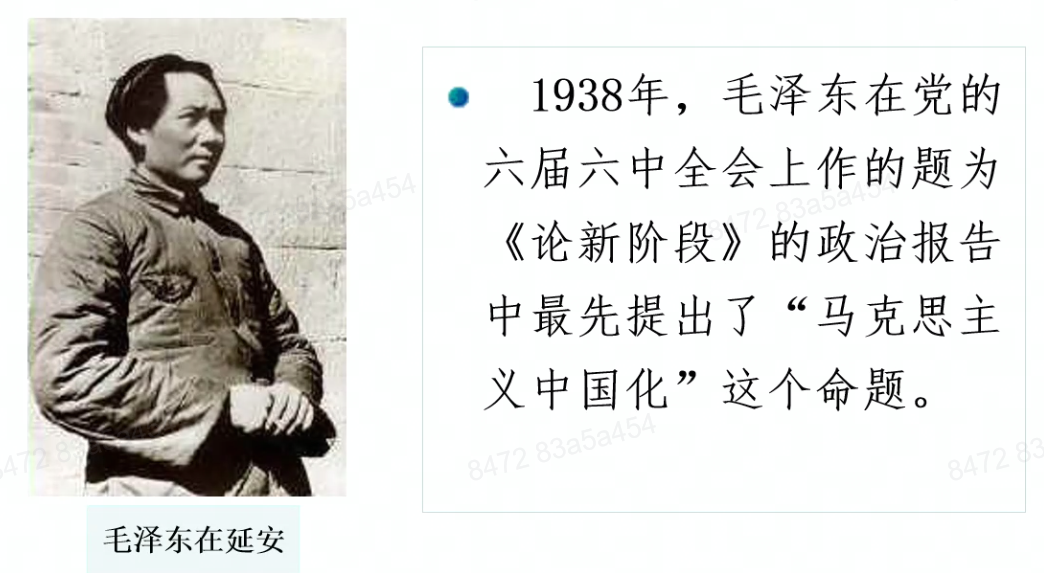 1938年，毛泽东在党的
六届六中全会上作的题为
《论新阶段》的政治报告
中最先提出了“马克思主
义中国化”这个命题。
毛泽东在延安
8472 83a5a454
8472 83a5a454